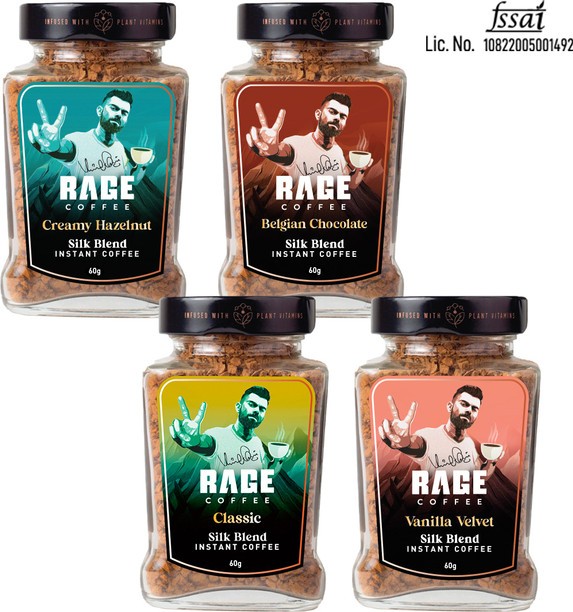 INFUSED WITH PLANT VITAMINS
RAGE
COFFEE
Creamy Hazelnut
Silk Blend
INSTANT COFFEE
60g
INFUSED WITH PLANT VITAMINS
RAGE
COFFEE
Belgian Chocolate
Silk Blend
INSTANT COFFEE
60g
fssai
Lic. No. 10822005001492
INFUSED WITH PLANT VITAMINS
RAGE
COFFEE
Classic
Silk Blend
INSTANT COFFEE
60g
INFUSED WITH PLANT VITAMINS
RAGE
COFFEE
Vanilla Velvet
Silk Blend
INSTANT COFFEE
60g